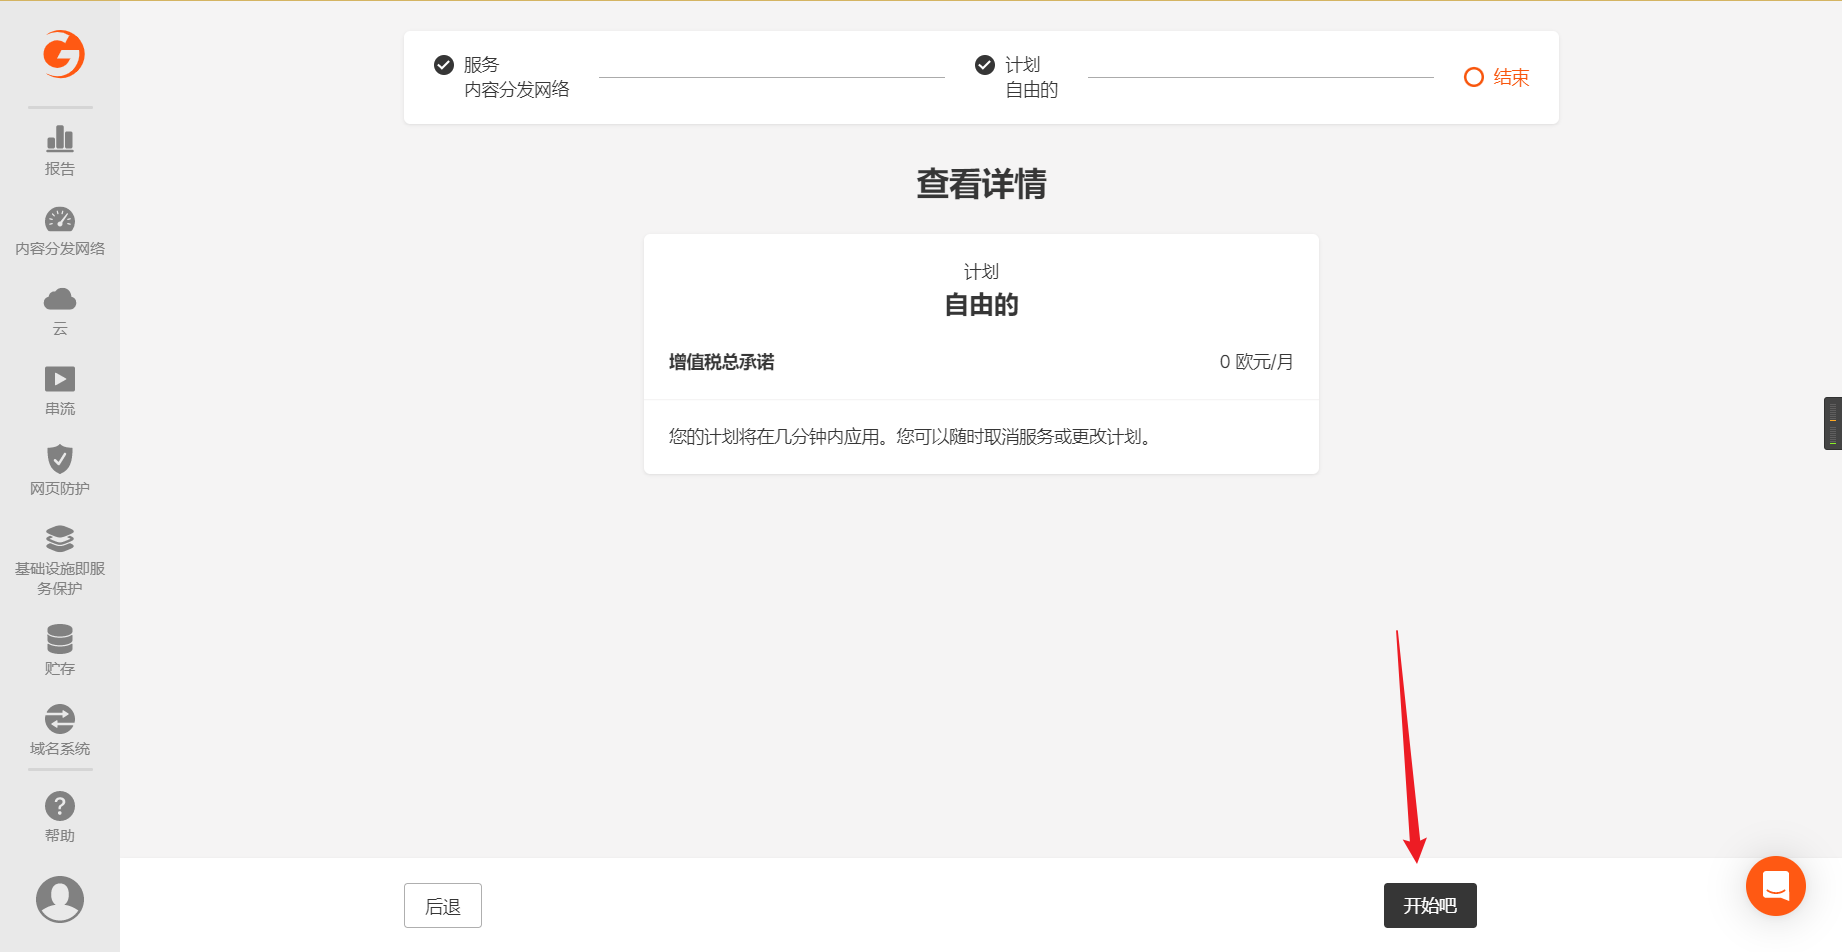 服务
内容分发网络
计划
自由的
结束
报告
内容分发网络
云
串流
网页防护
基础设施即服
务保护
贮存
域名系统
帮助
查看详情
计划
自由的
增值税总承诺
0 欧元/月
您的计划将在几分钟内应用。您可以随时取消服务或更改计划。
后退
开始吧